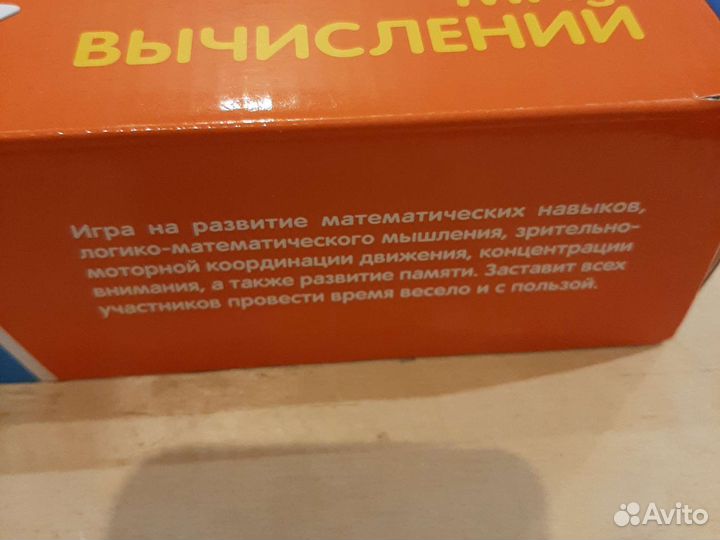 ВЫЧИСЛЕНИЙ
Игра на развитие математических навыков,
логико-математического мышления, зрительно-
моторной координации движения, концентрации
внимания, а также развитие памяти. Заставит всех
участников провести время весело и с пользой.
Avito